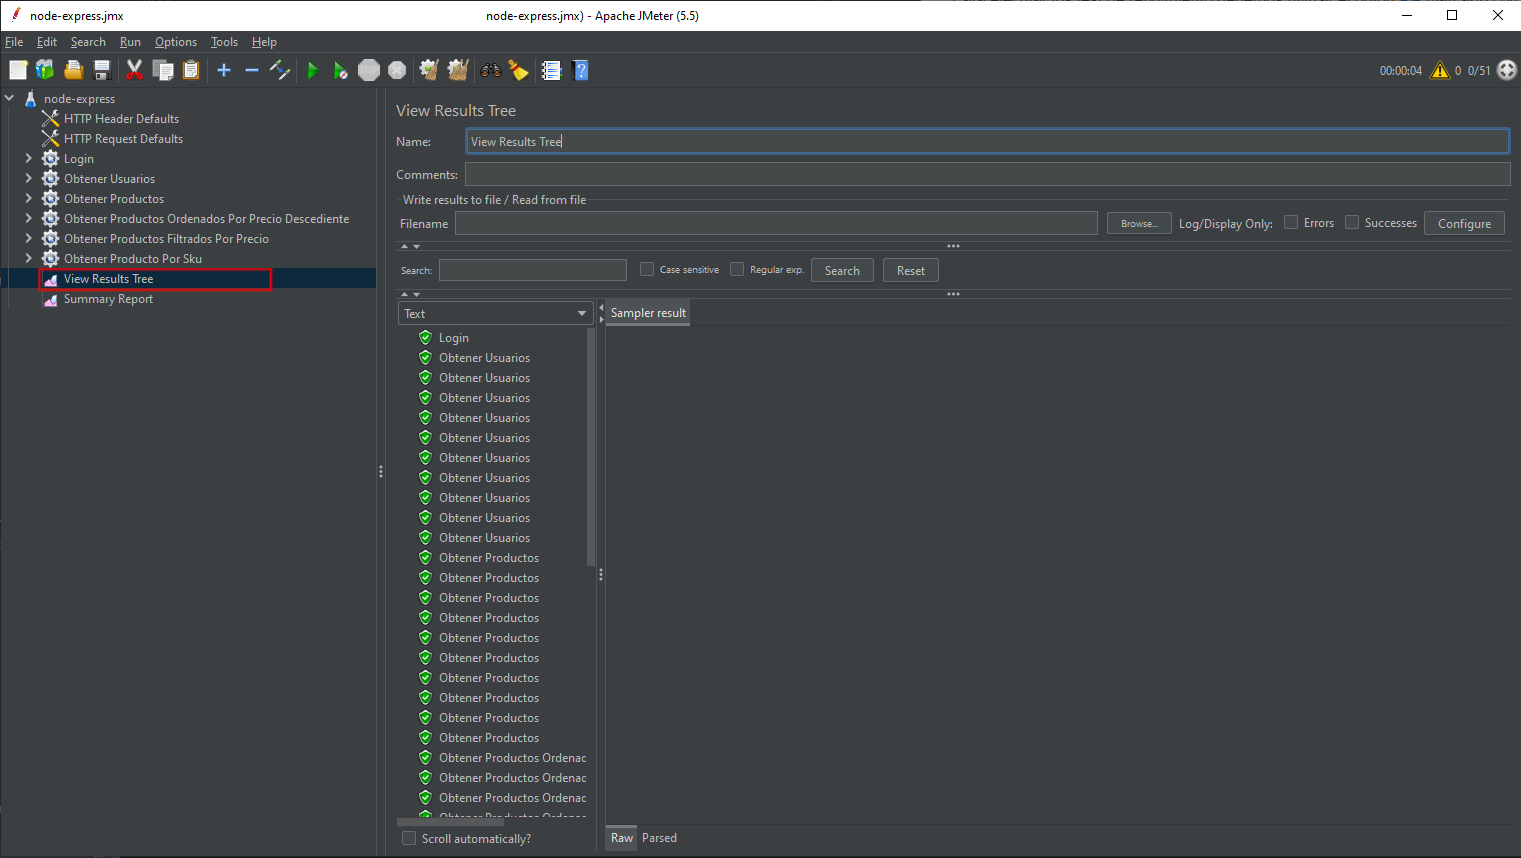 node-express.jmx node-express.jmx) - Apache JMeter (5.5)
File Edit Search Run Options Tools Help
STOP 00:00:04 0 0/51
node-express
HTTP Header Defaults
HTTP Request Defaults
Login
Obtener Usuarios
Obtener Productos
Obtener Productos Ordenados Por Precio Descediente
Obtener Productos Filtrados Por Precio
Obtener Producto Por Sku
View Results Tree
Summary Report
View Results Tree
Name: View Results Tree
Comments:
Write results to file / Read from file
Filename Browse... Log/Display Only: Errors Successes Configure
Search: Case sensitive Regular exp. Search Reset
Text
Sampler result
Login
Obtener Usuarios
Obtener Usuarios
Obtener Usuarios
Obtener Usuarios
Obtener Usuarios
Obtener Usuarios
Obtener Usuarios
Obtener Usuarios
Obtener Usuarios
Obtener Usuarios
Obtener Productos
Obtener Productos
Obtener Productos
Obtener Productos
Obtener Productos
Obtener Productos
Obtener Productos
Obtener Productos
Obtener Productos
Obtener Productos
Obtener Productos Ordenac
Obtener Productos Ordenac
Obtener Productos Ordenac
Scroll automatically?
Raw Parsed